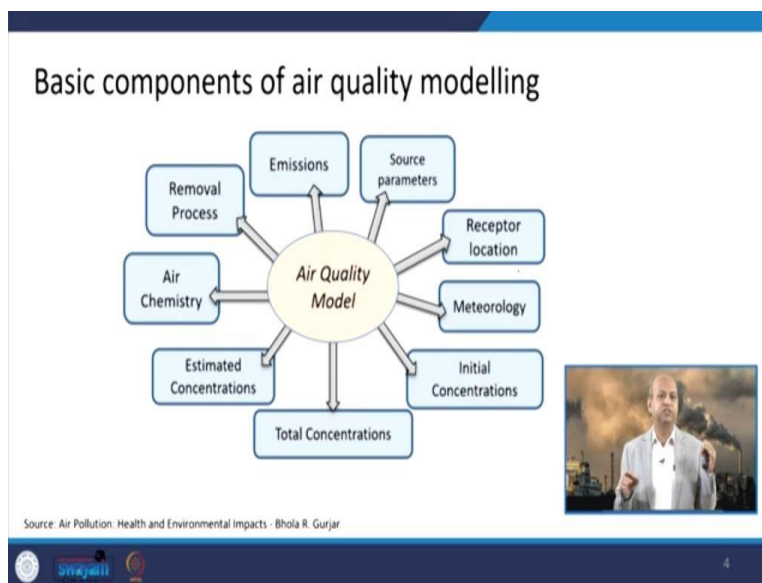 Basic components of air quality modelling
Emissions
Source
parameters
Removal
Process
Receptor
location
Air Quality
Model
Air
Chemistry
Meteorology
Estimated
Concentrations
Initial
Concentrations
Total Concentrations
Source: Air Pollution: Health and Environmental Impacts - Bhola R. Gurjar
swayam
4